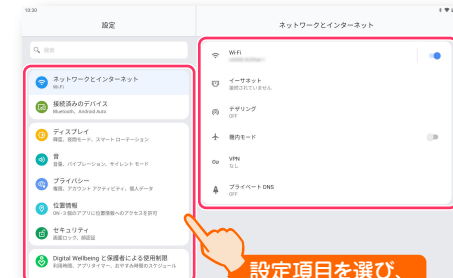 10:30
設定
ネットワークとインターネット
検索
ネットワークとインターネット
Wi-Fi
接続済みのデバイス
Bluetooth、Android Auto
ディスプレイ
輝度、夜間モード、スマート ローテーション
音
音量、バイブレーション、サイレント モード
プライバシー
権限、アカウント アクティビティ、個人データ
位置情報
ON - 3 個のアプリに位置情報へのアクセスを許可
セキュリティ
画面ロック、顔認証
Digital Wellbeing と保護者による使用制限
利用時間、アプリタイマー、おやすみ時間のスケジュール
Wi-Fi
イーサネット
接続されていません
テザリング
OFF
機内モード
VPN
なし
プライベート DNS
OFF
設定項目を選び、